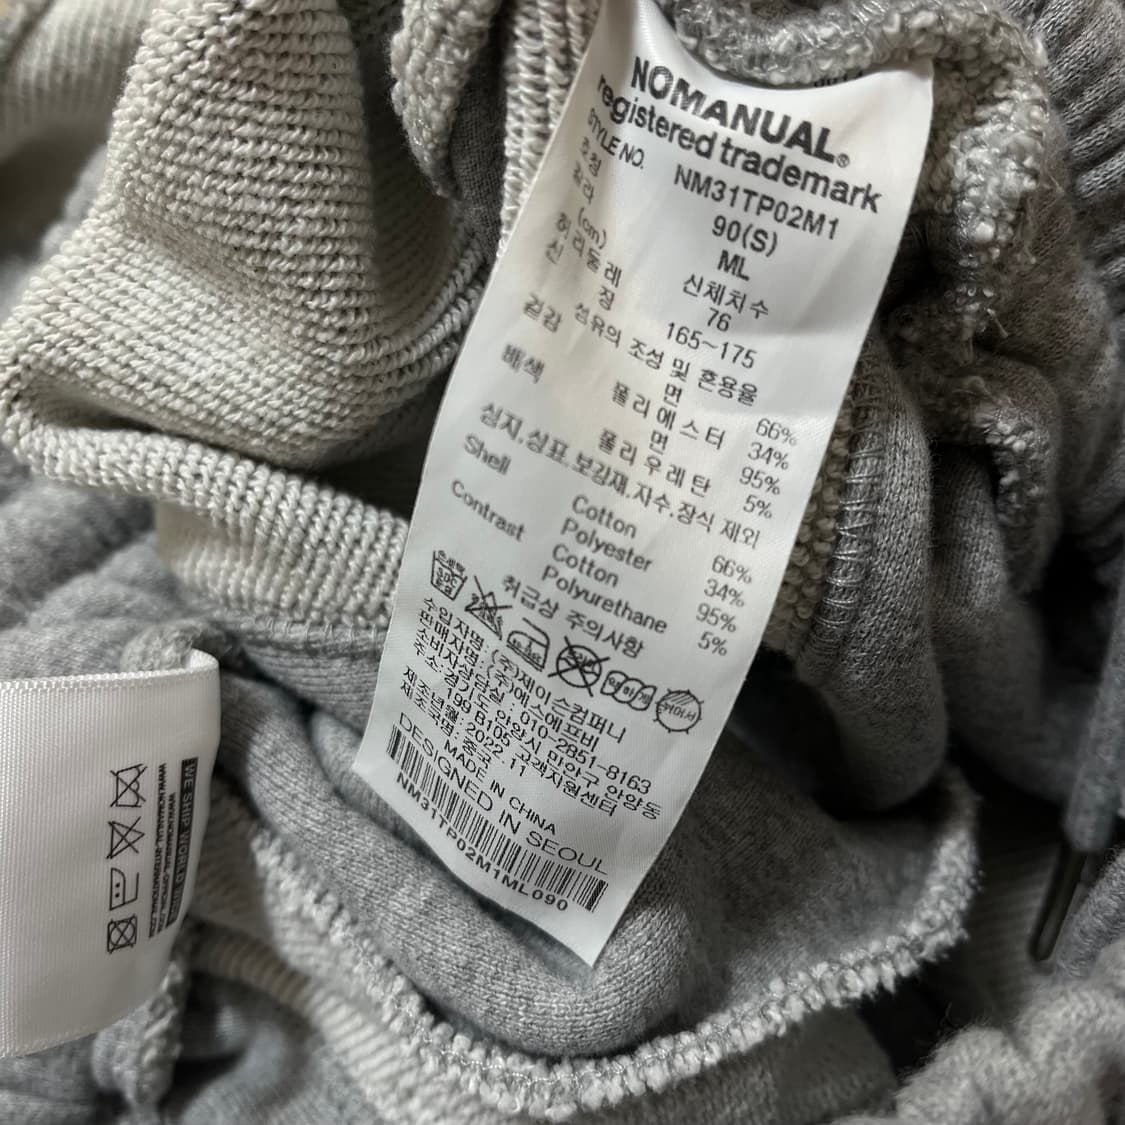 NOMANUAL®
registered trademark
STYLE NO. NM31TP02M1
호칭 90(S)
칼라 ML
(cm) 신체치수
허리둘레 76
신장 165~175
섬유의 조성 및 혼용율
겉감 면 66%
폴리에스터 34%
배색 면 95%
폴리우레탄 5%
심지.심표.보강재.자수.장식 제외
Shell Cotton 66%
Polyester 34%
Contrast Cotton 95%
Polyurethane 5%
취급상 주의사항
약하게
수입자명 : (주)제이슨컴퍼니
판매자명 : (주)에스에프비
소비자상담실 : 010-2851-8163
주소 : 경기도 안양시 만안구 안양동
199 B105 고객지원센터
제조년월 : 2022. 11
제조국명 : 중국
MADE IN CHINA
DESIGNED IN SEOUL
NM31TP02M1ML090
WE SHIP WORLDWIDE